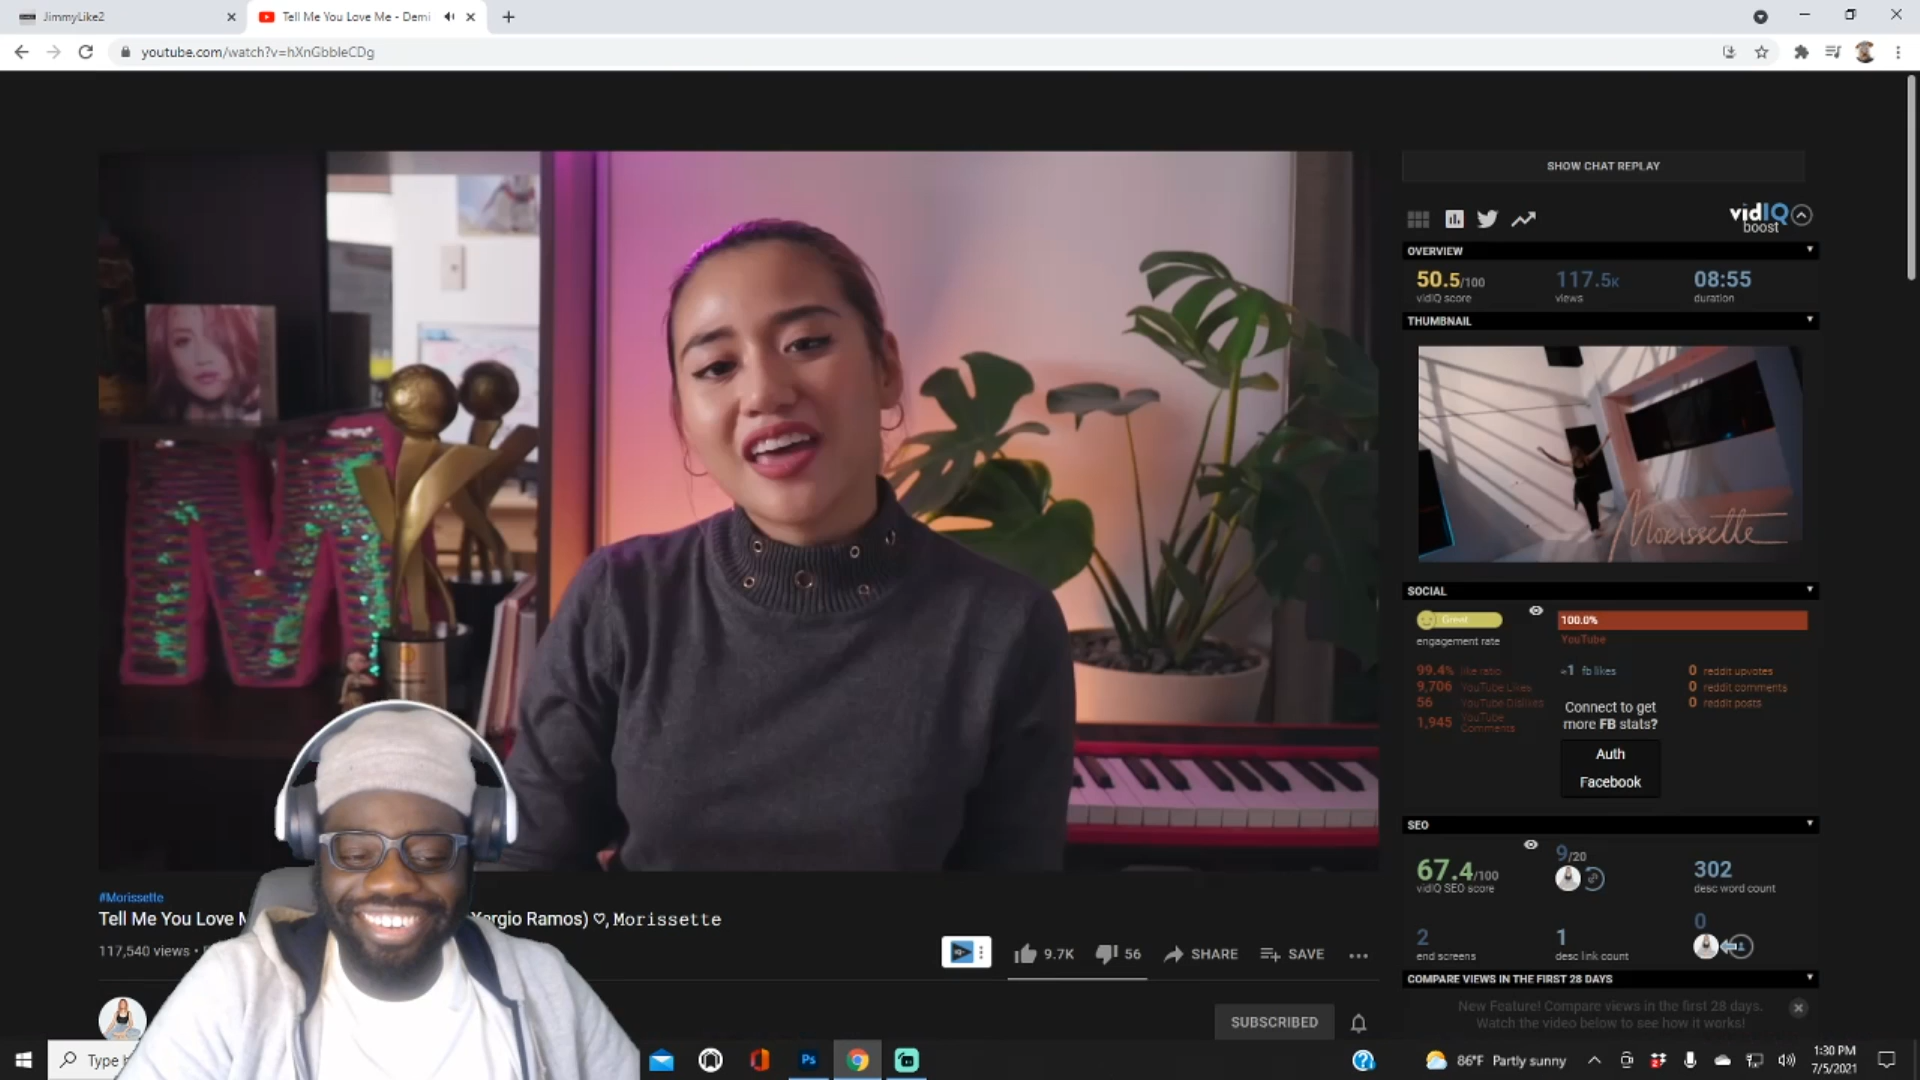 JimmyLike2
Tell Me You Love Me - Demi
youtube.com/watch?v=hXnGbbleCDg
SHOW CHAT REPLAY
vidIQ
boost
OVERVIEW
50.5/100
vidIQ score
117.5K
views
08:55
duration
THUMBNAIL
Morissette
SOCIAL
Great
engagement rate
100.0%
YouTube
99.4% like ratio
9,706 YouTube Likes
56 YouTube Dislikes
1,945 YouTube Comments
~1 fb likes
Connect to get
more FB stats?
Auth
Facebook
0 reddit upvotes
0 reddit comments
0 reddit posts
SEO
67.4/100
vidIQ SEO score
9/20
302
desc word count
2
end screens
1
desc link count
0
COMPARE VIEWS IN THE FIRST 28 DAYS
New Feature! Compare views in the first 28 days.
Watch the video below to see how it works!
M
#Morissette
Tell Me You Love M Xergio Ramos) ♡, Morissette
117,540 views •
9.7K
56
SHARE
SAVE
SUBSCRIBED
Type
Ps
86°F Partly sunny
1:30 PM
7/5/2021